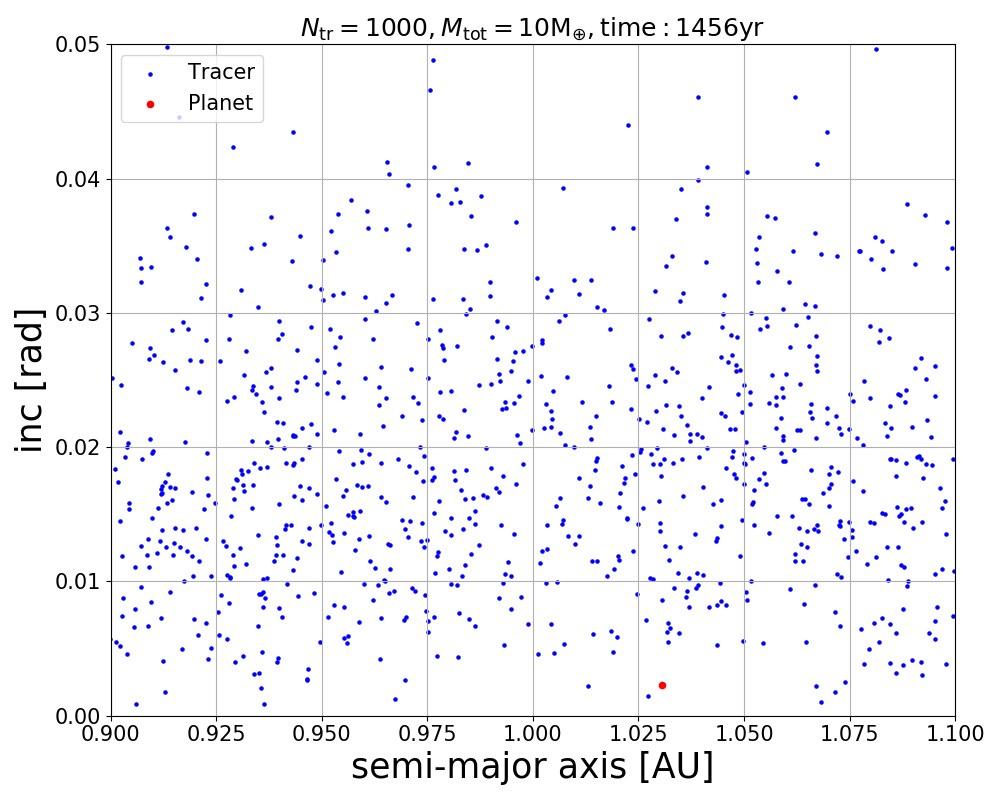 N_tr = 1000, M_tot = 10M_⊕, time : 1456yr
Tracer
Planet
inc [rad]
0.05
0.04
0.03
0.02
0.01
0.00
0.900 0.925 0.950 0.975 1.000 1.025 1.050 1.075 1.100
semi-major axis [AU]